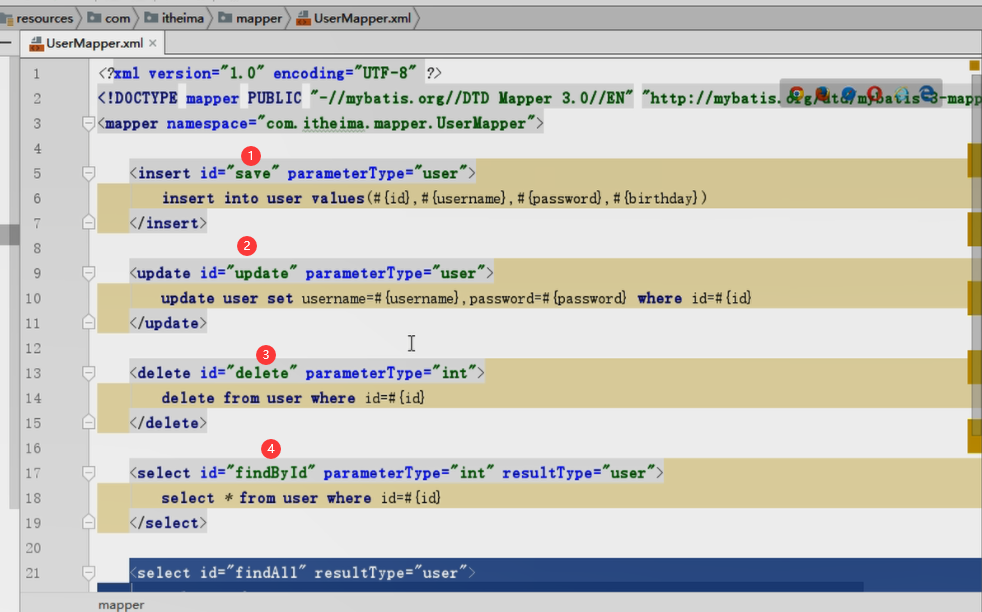 resources com itheima mapper UserMapper.xml
UserMapper.xml ×
1 <?xml version="1.0" encoding="UTF-8" ?>
2 <!DOCTYPE mapper PUBLIC "-//mybatis.org//DTD Mapper 3.0//EN" "http://mybatis.org/dtd/mybatis-3-mapp
3 <mapper namespace="com.itheima.mapper.UserMapper">
4
1
5 <insert id="save" parameterType="user">
6 insert into user values(#{id},#{username},#{password},#{birthday})
7 </insert>
8
2
9 <update id="update" parameterType="user">
10 update user set username=#{username},password=#{password} where id=#{id}
11 </update>
12
3
13 <delete id="delete" parameterType="int">
14 delete from user where id=#{id}
15 </delete>
16
4
17 <select id="findById" parameterType="int" resultType="user">
18 select * from user where id=#{id}
19 </select>
20
21 <select id="findAll" resultType="user">
mapper